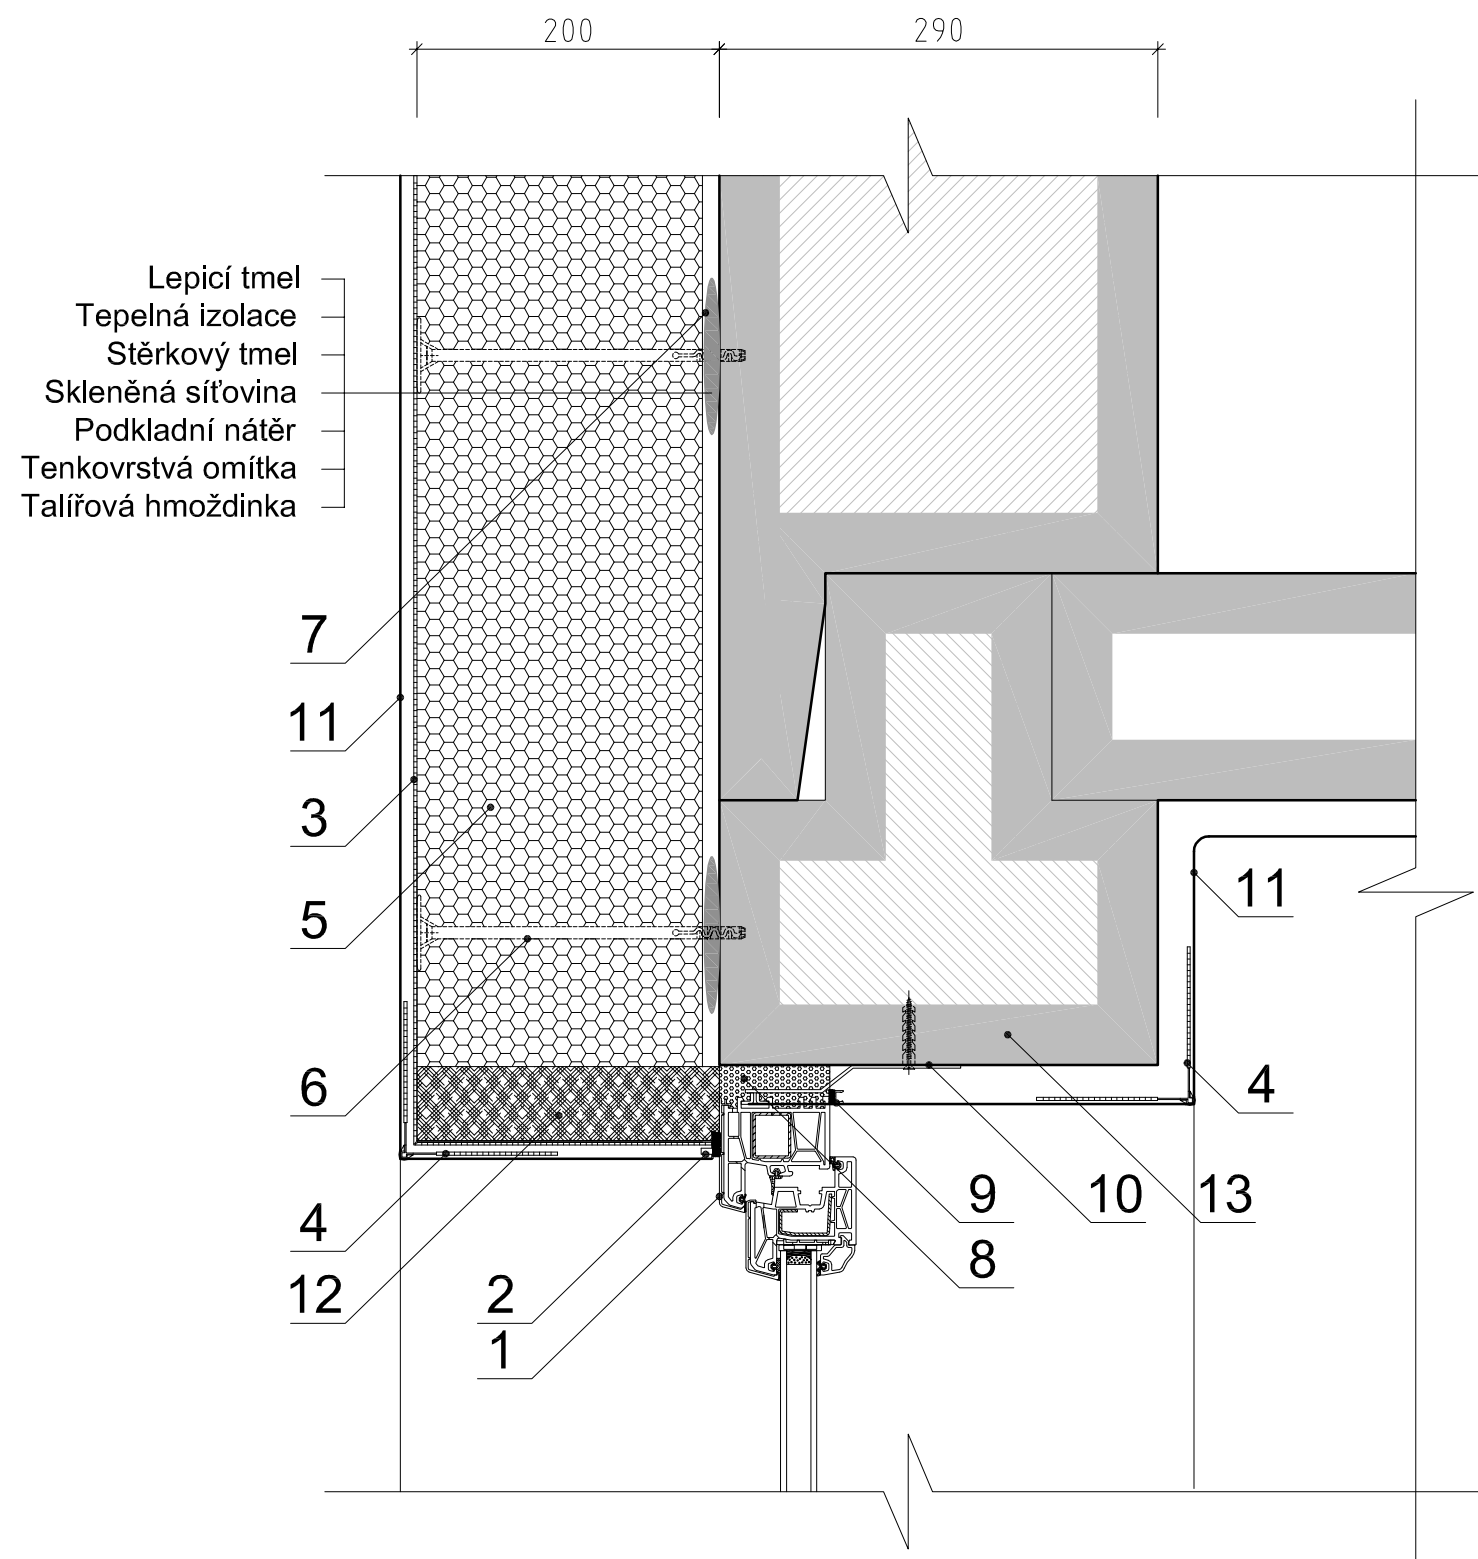 200
290
Lepicí tmel
Tepelná izolace
Stěrkový tmel
Skleněná síťovina
Podkladní nátěr
Tenkovrstvá omítka
Talířová hmoždinka
7
11
3
5
11
6
4
4
9
10
13
12
2
8
1